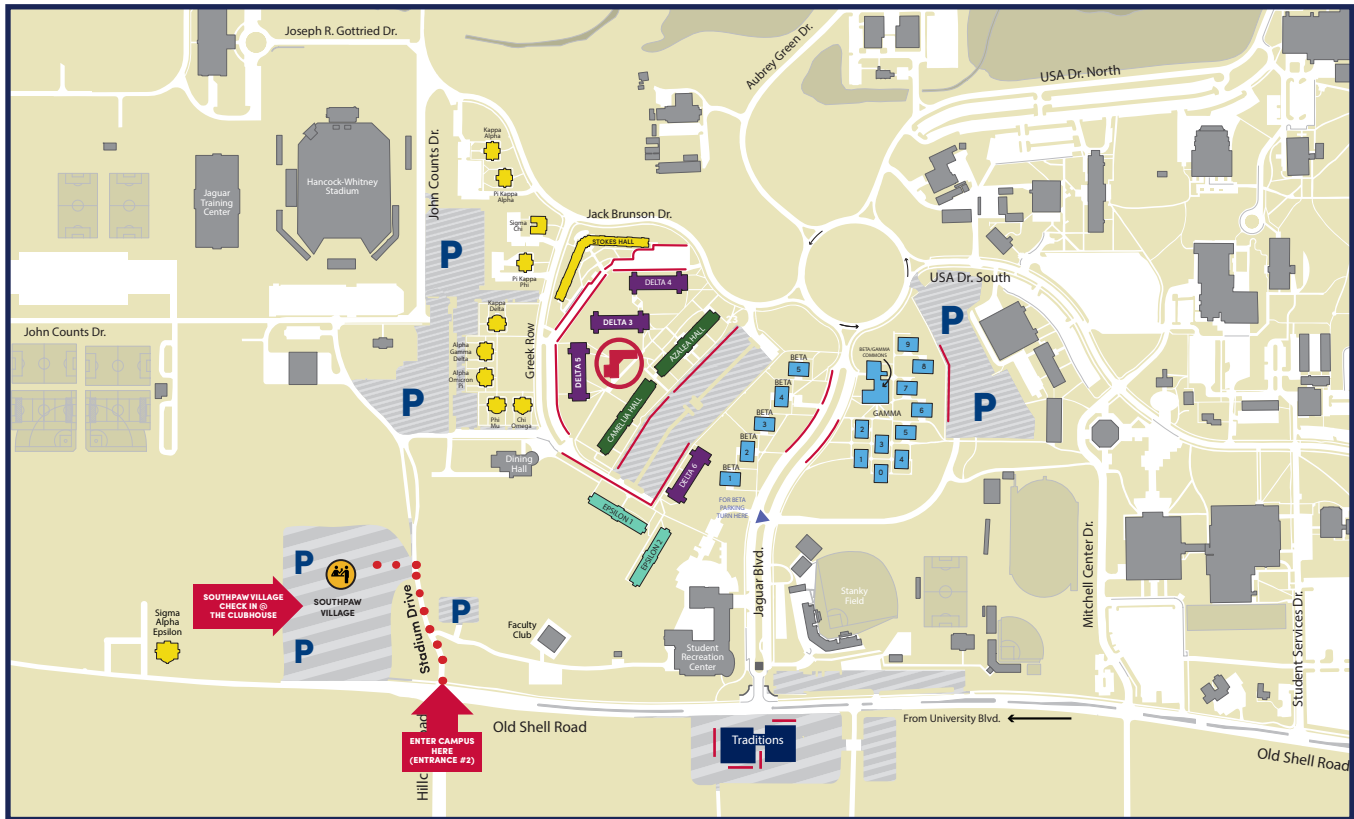 Joseph R. Gottried Dr.
Aubrey Green Dr.
USA Dr. North
John Counts Dr.
Kappa
Alpha
Pi Kappa
Alpha
Hancock-Whitney
Stadium
Jaguar
Training
Center
Jack Brunson Dr.
Sigma
Chi
STOKES HALL
P
Pi Kappa
Phi
USA Dr. South
DELTA 4
John Counts Dr.
Kappa
Delta
DELTA 3
P
Greek Row
AZALEA HALL
BETA/GAMMA
COMMONS
9
Alpha
Gamma
Delta
DELTA 5
BETA
5
8
Alpha
Omicron
Pi
7
BETA
4
P
CAMELLIA HALL
P
Phi
Mu
Chi
Omega
BETA
3
GAMMA
6
2
5
3
BETA
2
1
4
0
Dining
Hall
DELTA 6
BETA
1
FOR BETA
PARKING
TURN HERE
EPSILON 1
EPSILON 2
Jaguar Blvd.
Mitchell Center Dr.
P
SOUTHPAW VILLAGE
CHECK IN @
THE CLUBHOUSE
SOUTHPAW
VILLAGE
Stadium Drive
P
Stanky
Field
Sigma
Alpha
Epsilon
P
Faculty
Club
Student
Recreation
Center
Student Services Dr.
Old Shell Road
From University Blvd.
Traditions
ENTER CAMPUS
HERE
(ENTRANCE #2)
Old Shell Road